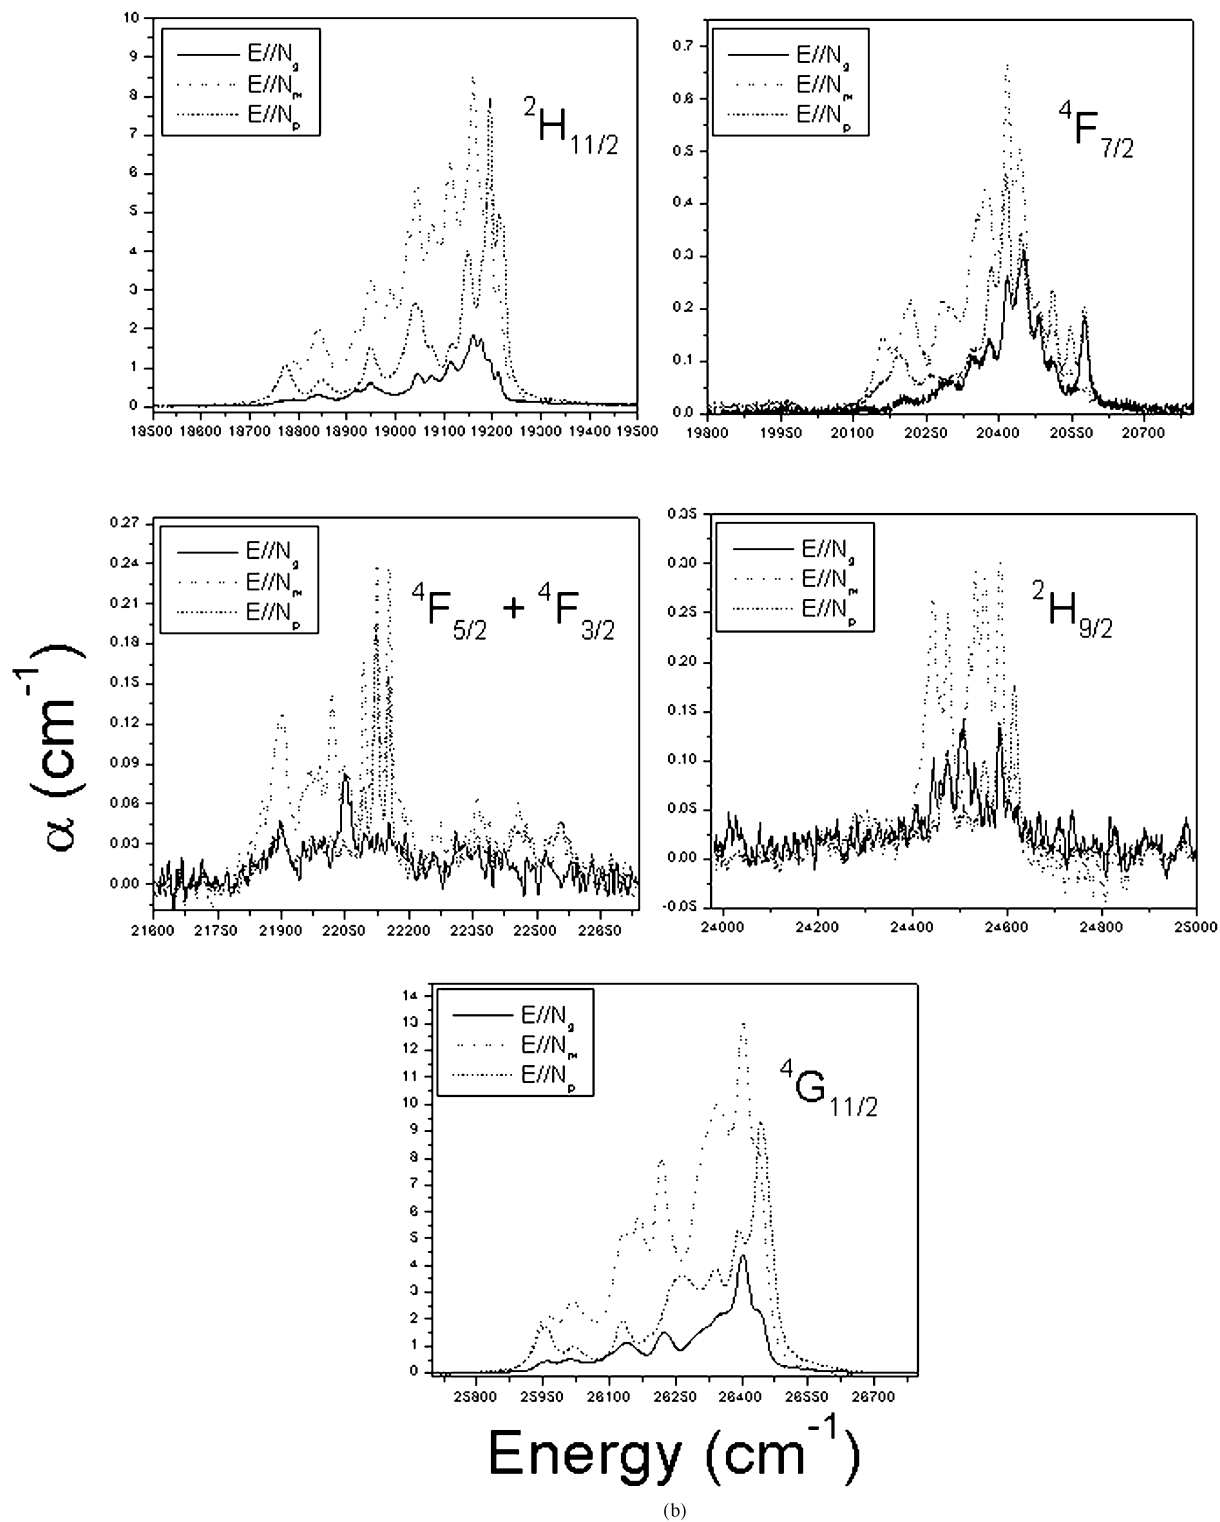 10
9
8
7
6
5
4
3
2
1
0
E//Ng
E//Nm
E//Np
2H11/2
18500 18600 18700 18800 18900 19000 19100 19200 19300 19400 19500
0.7
0.6
0.5
0.4
0.3
0.2
0.1
0.0
E//Ng
E//Nm
E//Np
4F7/2
19800 19950 20100 20250 20400 20550 20700
0.27
0.24
0.21
0.18
0.15
0.12
0.09
0.06
0.03
0.00
E//Ng
E//Nm
E//Np
4F5/2 + 4F3/2
21600 21750 21900 22050 22200 22350 22500 22650
0.35
0.30
0.25
0.20
0.15
0.10
0.05
0.00
-0.05
E//Ng
E//Nm
E//Np
2H9/2
24000 24200 24400 24600 24800 25000
α (cm-1)
14
13
12
11
10
9
8
7
6
5
4
3
2
1
0
E//Ng
E//Nm
E//Np
4G11/2
25800 25950 26100 26250 26400 26550 26700
Energy (cm-1)
(b)